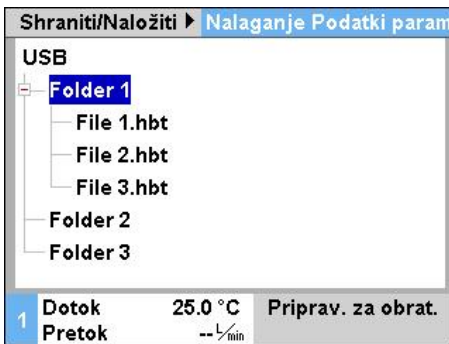 Shraniti/Naložiti ▶ Nalaganje Podatki param
USB
Folder 1
File 1.hbt
File 2.hbt
File 3.hbt
Folder 2
Folder 3
1 Dotok 25.0 °C Priprav. za obrat.
Pretok -- L/min